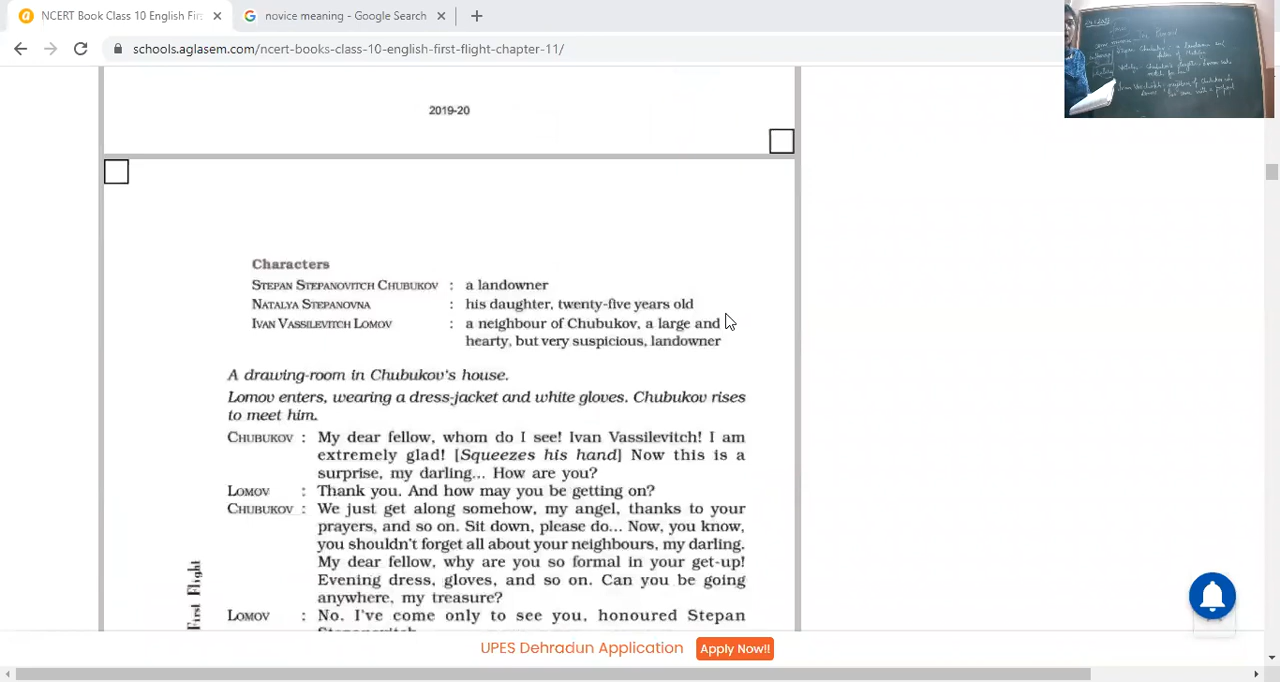 NCERT Book Class 10 English Firs
novice meaning - Google Search
schools.aglasem.com/ncert-books-class-10-english-first-flight-chapter-11/
2019-20
Characters
STEPAN STEPANOVITCH CHUBUKOV : a landowner
NATALYA STEPANOVNA : his daughter, twenty-five years old
IVAN VASSILEVITCH LOMOV : a neighbour of Chubukov, a large and
hearty, but very suspicious, landowner
A drawing-room in Chubukov's house.
Lomov enters, wearing a dress-jacket and white gloves. Chubukov rises
to meet him.
CHUBUKOV : My dear fellow, whom do I see! Ivan Vassilevitch! I am
extremely glad! [Squeezes his hand] Now this is a
surprise, my darling... How are you?
LOMOV : Thank you. And how may you be getting on?
CHUBUKOV : We just get along somehow, my angel, thanks to your
prayers, and so on. Sit down, please do... Now, you know,
you shouldn't forget all about your neighbours, my darling.
My dear fellow, why are you so formal in your get-up!
Evening dress, gloves, and so on. Can you be going
anywhere, my treasure?
LOMOV : No. I've come only to see you, honoured Stepan
First Flight
UPES Dehradun Application
Apply Now!!